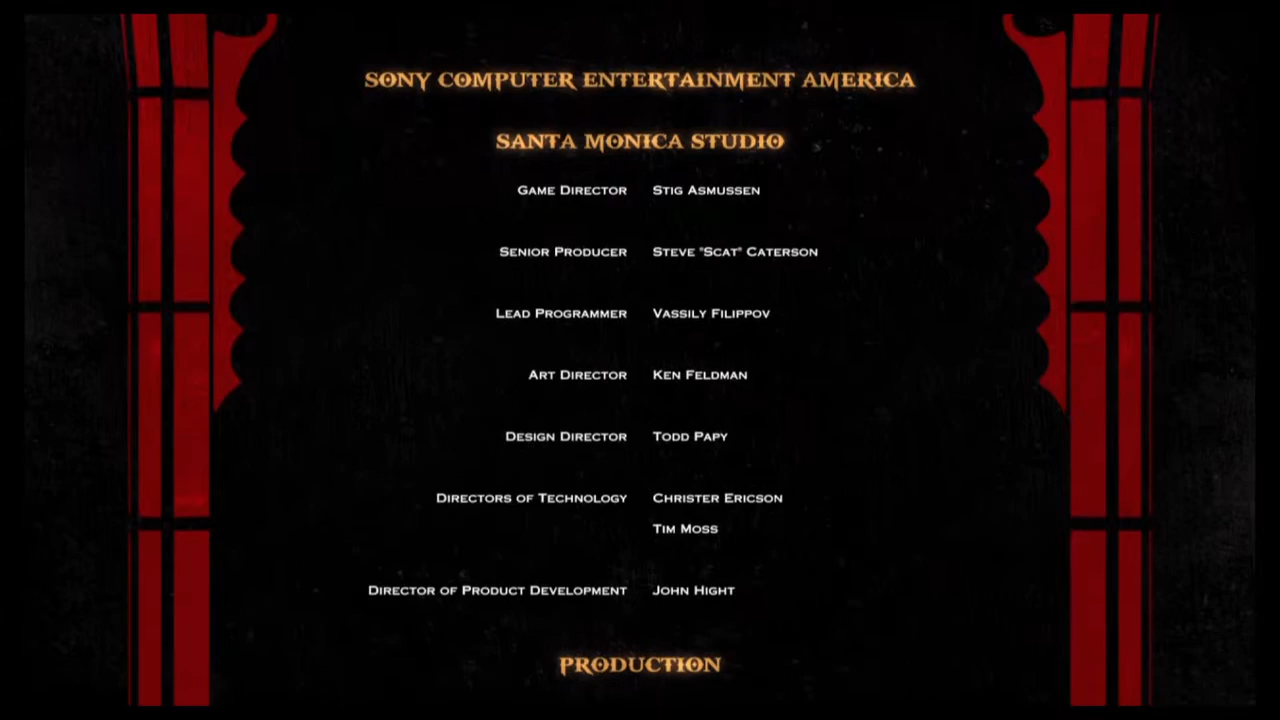 SONY COMPUTER ENTERTAINMENT AMERICA
SANTA MONICA STUDIO
GAME DIRECTOR STIG ASMUSSEN
SENIOR PRODUCER STEVE "SCAT" CATERSON
LEAD PROGRAMMER VASSILY FILIPPOV
ART DIRECTOR KEN FELDMAN
DESIGN DIRECTOR TODD PAPY
DIRECTORS OF TECHNOLOGY CHRISTER ERICSON
TIM MOSS
DIRECTOR OF PRODUCT DEVELOPMENT JOHN HIGHT
PRODUCTION